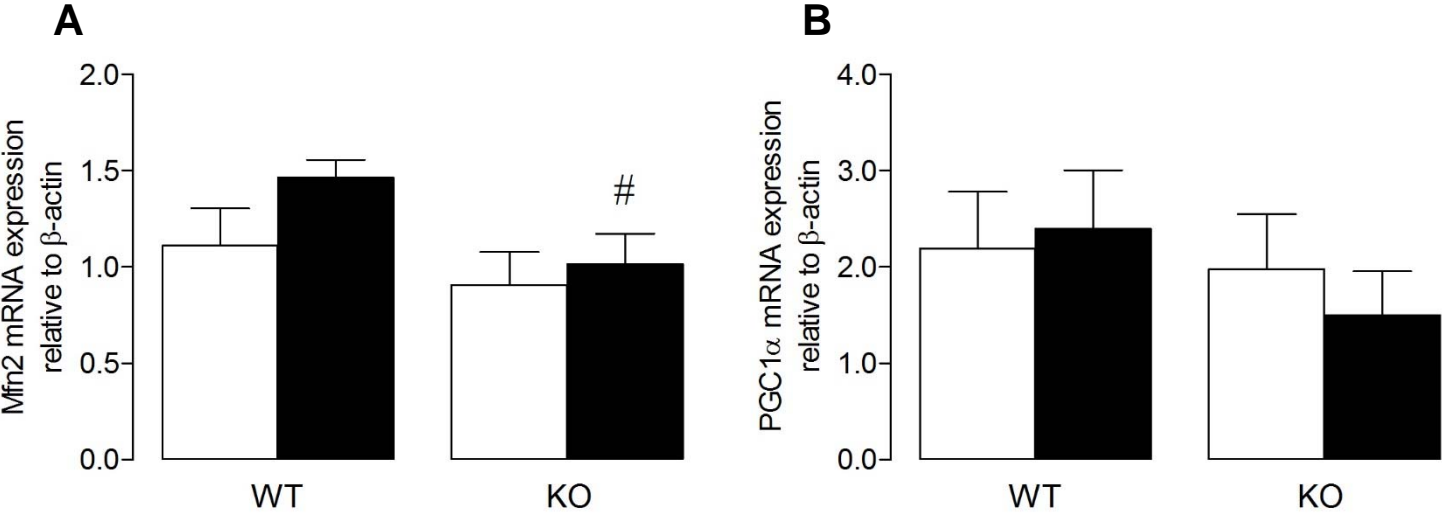 A
Mfn2 mRNA expression
relative to β-actin
2.0
1.5
1.0
0.5
0.0
#
WT
KO
B
PGC1α mRNA expression
relative to β-actin
4.0
3.0
2.0
1.0
0.0
WT
KO